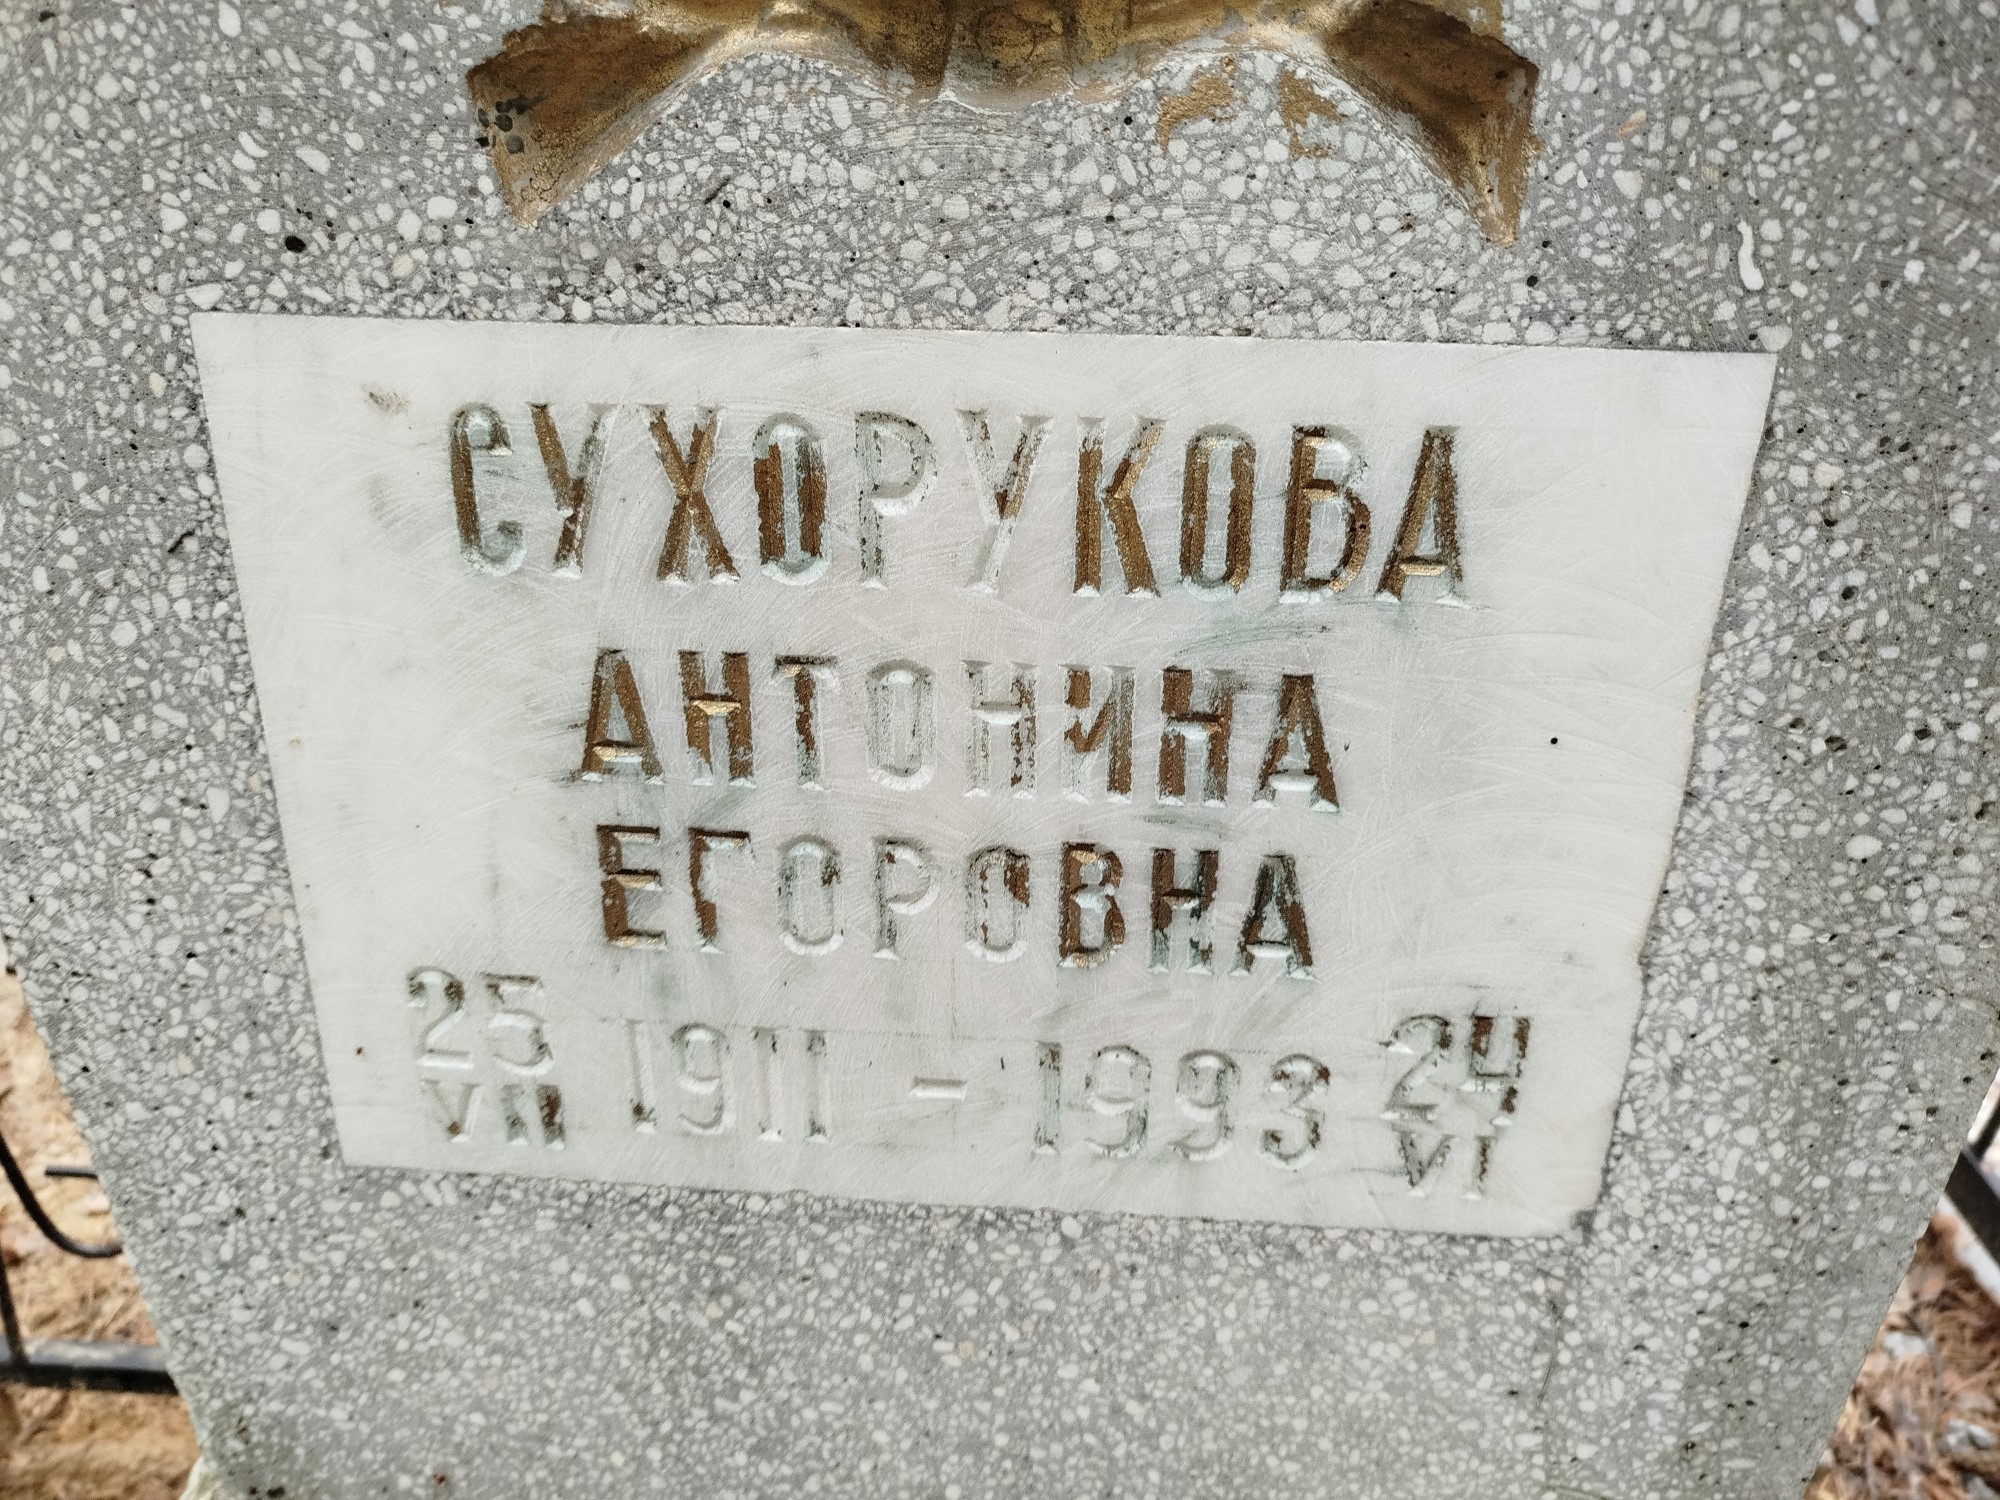 СУХОРУКОВА
АНТОНИНА
ЕГОРОВНА
25 1911 - 1993 24
VII VI